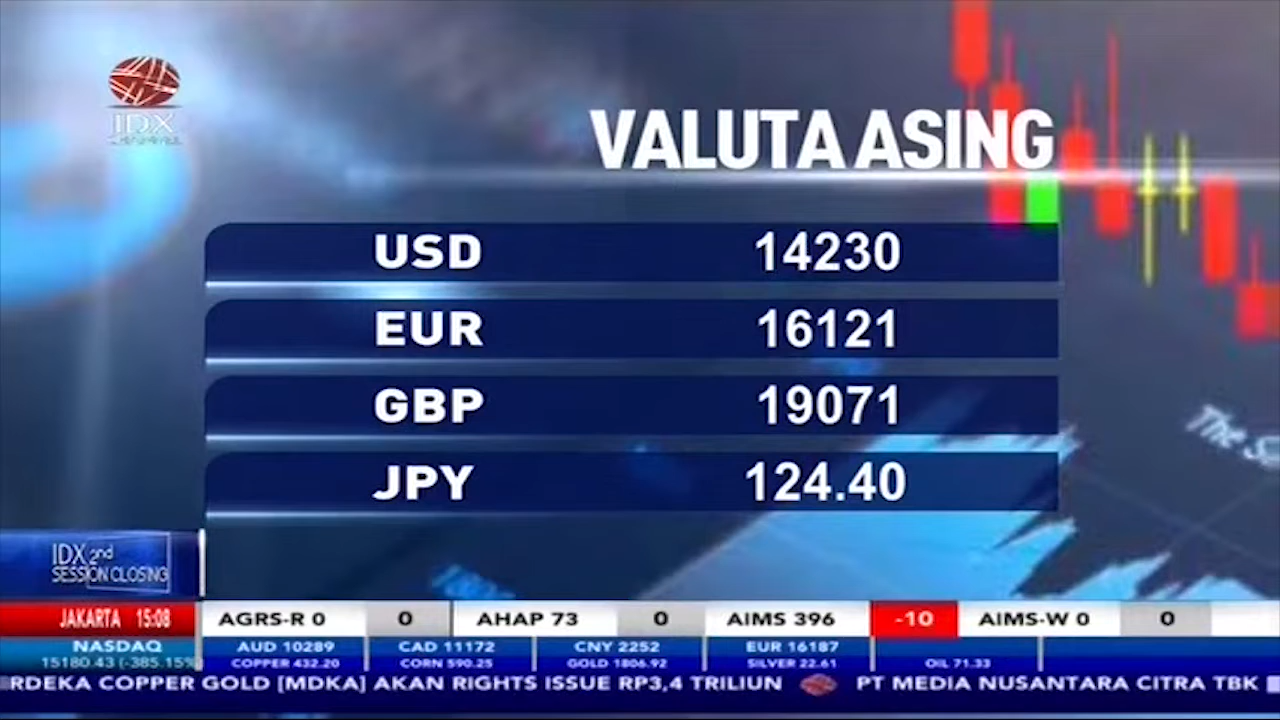 IDX
CHANNEL
VALUTA ASING
USD 14230
EUR 16121
GBP 19071
JPY 124.40
The
IDX 2nd
SESSION CLOSING
JAKARTA 15:08 AGRS-R 0 0 AHAP 73 0 AIMS 396 -10 AIMS-W 0 0
NASDAQ AUD 10289 CAD 11172 CNY 2252 EUR 16187
15180.43 (-385.15% COPPER 432.20 CORN 590.25 GOLD 1806.92 SILVER 22.61 OIL 71.33
RDEKA COPPER GOLD [MDKA] AKAN RIGHTS ISSUE RP3,4 TRILIUN PT MEDIA NUSANTARA CITRA TBK